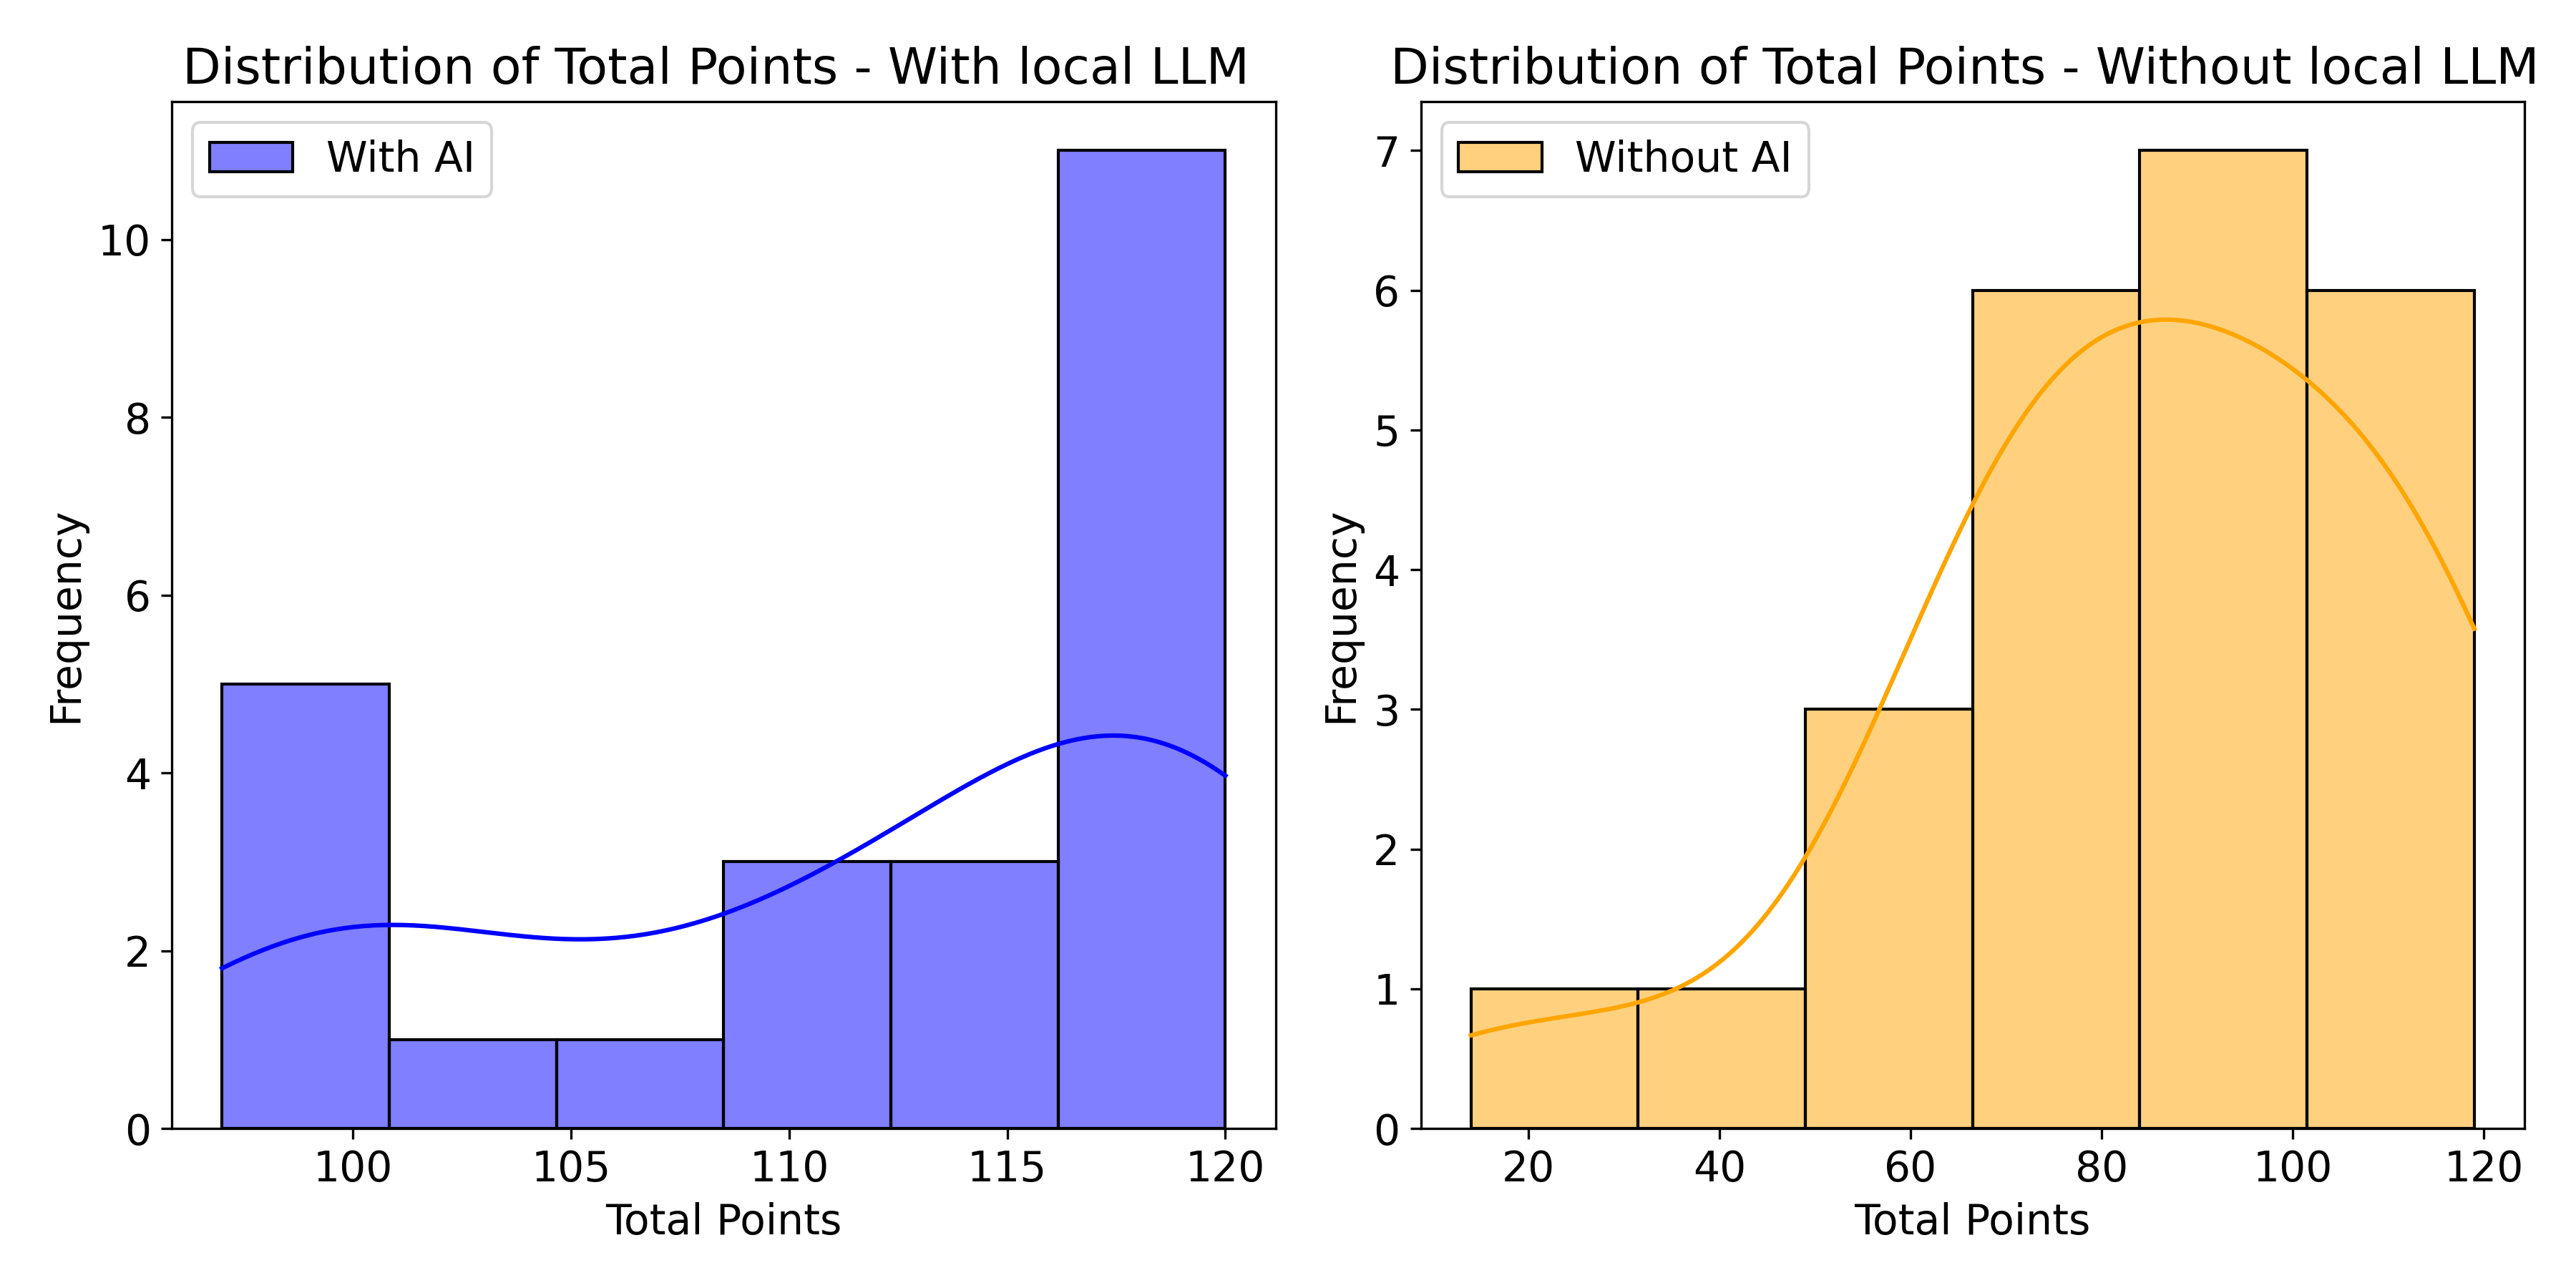 Distribution of Total Points - With local LLM
With AI
Frequency
10
8
6
4
2
0
100 105 110 115 120
Total Points
Distribution of Total Points - Without local LLM
Without AI
Frequency
7
6
5
4
3
2
1
0
20 40 60 80 100 120
Total Points